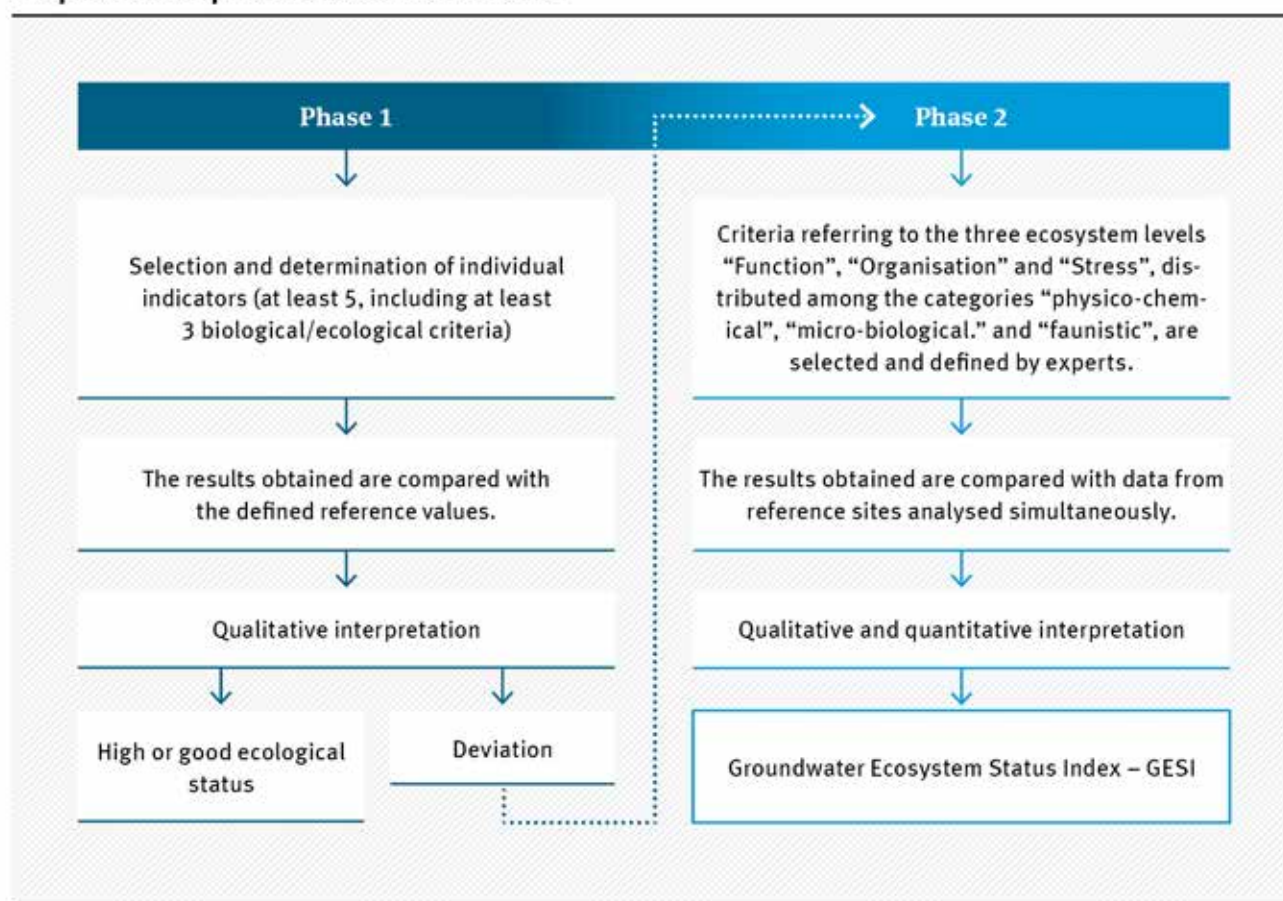 Phase 1
Selection and determination of individual
indicators (at least 5, including at least
3 biological/ecological criteria)
The results obtained are compared with
the defined reference values.
Qualitative interpretation
High or good ecological
status
Deviation
Phase 2
Criteria referring to the three ecosystem levels
“Function”, “Organisation” and “Stress”, dis-
tributed among the categories “physico-chem-
ical”, “micro-biological.” and “faunistic”, are
selected and defined by experts.
The results obtained are compared with data from
reference sites analysed simultaneously.
Qualitative and quantitative interpretation
Groundwater Ecosystem Status Index – GESI